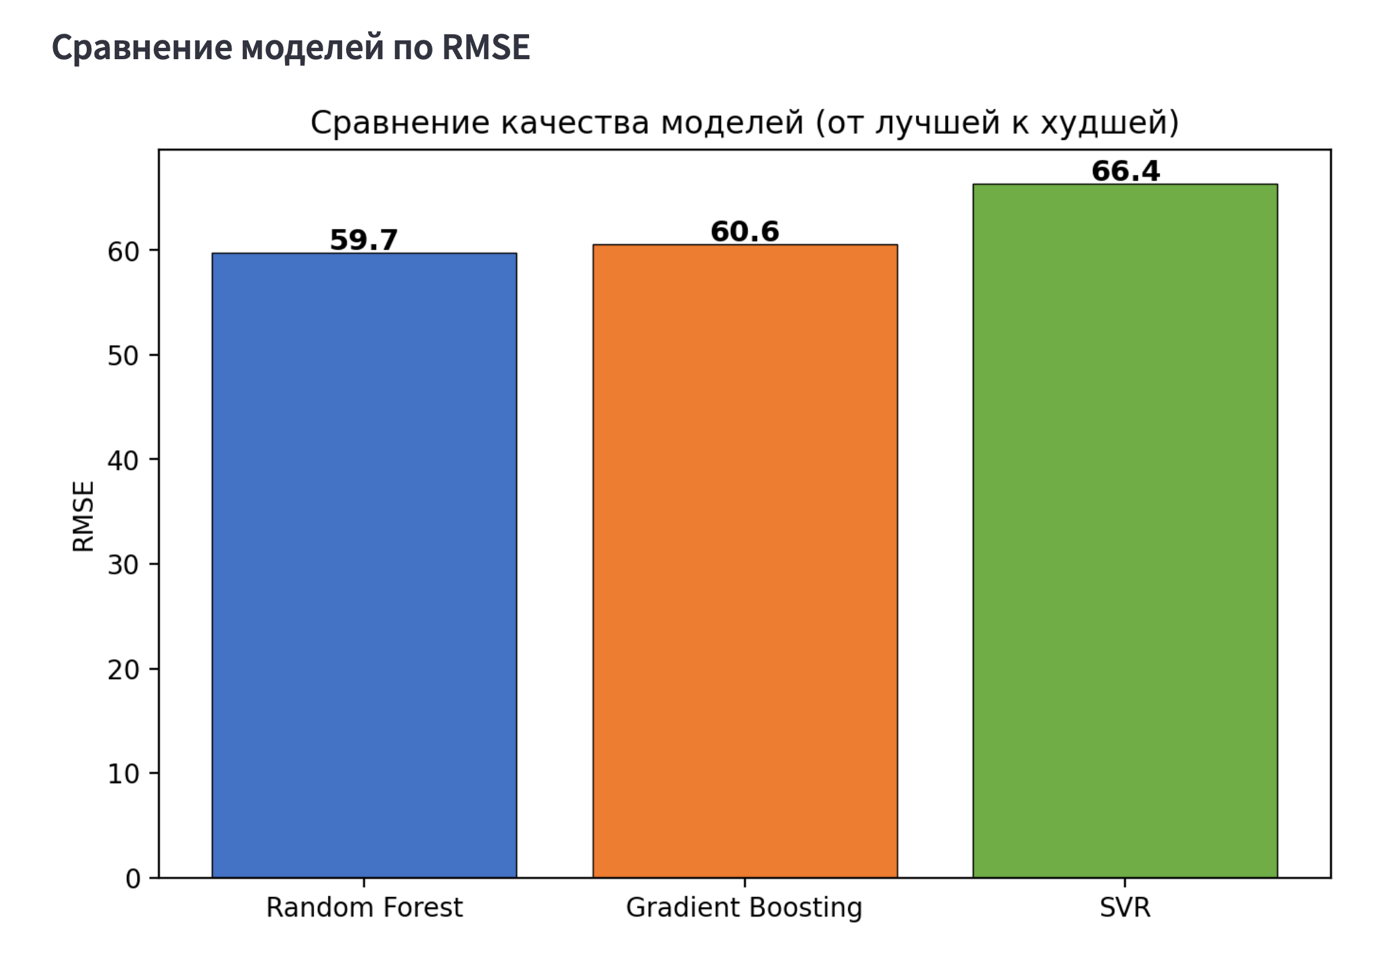 Сравнение моделей по RMSE
Сравнение качества моделей (от лучшей к худшей)
66.4
60.6
59.7
60
50
40
30
20
10
0
RMSE
Random Forest
Gradient Boosting
SVR